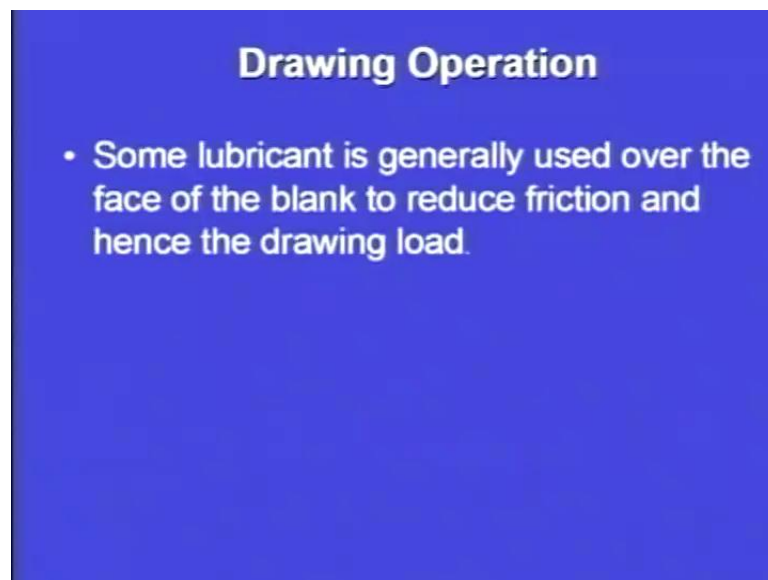 Drawing Operation
• Some lubricant is generally used over the
face of the blank to reduce friction and
hence the drawing load.